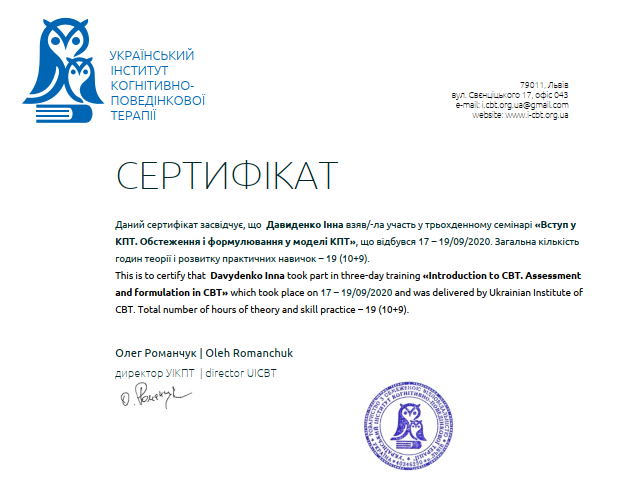 УКРАЇНСЬКИЙ
ІНСТИТУТ
КОГНІТИВНО-
ПОВЕДІНКОВОЇ
ТЕРАПІЇ
79011, Львів
вул. Свєнціцького 17, офіс 043
e-mail: i.cbt.org.ua@gmail.com
website: www.i-cbt.org.ua
СЕРТИФІКАТ
Даний сертифікат засвідчує, що Давиденко Інна взяв/-ла участь у трьохденному семінарі «Вступ у
КПТ. Обстеження і формулювання у моделі КПТ», що відбувся 17 – 19/09/2020. Загальна кількість
годин теорії і розвитку практичних навичок – 19 (10+9).
This is to certify that Davydenko Inna took part in three-day training «Introduction to CBT. Assessment
and formulation in CBT» which took place on 17 – 19/09/2020 and was delivered by Ukrainian Institute of
CBT. Total number of hours of theory and skill practice – 19 (10+9).
Олег Романчук | Oleh Romanchuk
директор УІКПТ | director UICBT